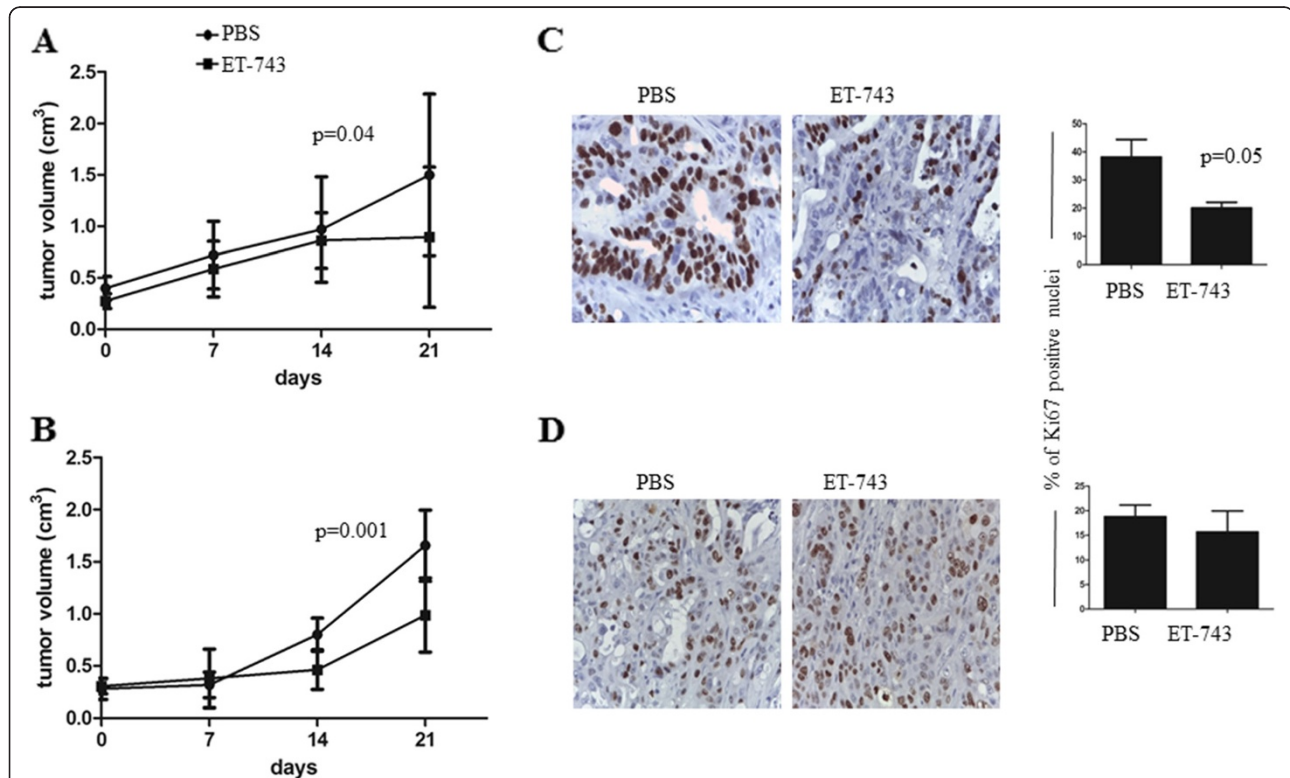 A
PBS
ET-743
2.5
2.0
1.5
1.0
0.5
0.0
tumor volume (cm³)
p=0.04
0 7 14 21
days
B
2.5
2.0
1.5
1.0
0.5
0.0
tumor volume (cm³)
p=0.001
0 7 14 21
days
C
PBS ET-743
50
40
30
20
10
0
p=0.05
PBS ET-743
% of Ki67 positive nuclei
D
PBS ET-743
25
20
15
10
5
0
PBS ET-743